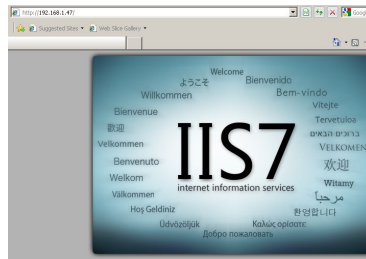 http://192.168.1.47/
Goog
Suggested Sites ▾
Web Slice Gallery ▾
Welcome
ようこそ
Bienvenido
Willkommen
Bem-vindo
Vítejte
Bienvenue
Tervetuloa
歡迎
ברוכים הבאים
Velkommen
VELKOMEN
IIS7
Benvenuto
欢迎
Welkom
internet information services
Witamy
Välkommen
مرحباً
Hoş Geldiniz
환영합니다
Üdvözöljük
Καλώς ορίσατε
Добро пожаловать